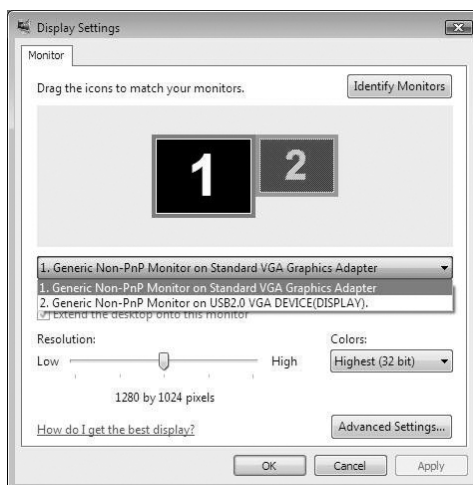 Display Settings
Monitor
Drag the icons to match your monitors.
Identify Monitors
1
2
1. Generic Non-PnP Monitor on Standard VGA Graphics Adapter
1. Generic Non-PnP Monitor on Standard VGA Graphics Adapter
2. Generic Non-PnP Monitor on USB2.0 VGA DEVICE(DISPLAY).
Extend the desktop onto this monitor
Resolution:
Colors:
Low
High
Highest (32 bit)
1280 by 1024 pixels
How do I get the best display?
Advanced Settings...
OK
Cancel
Apply